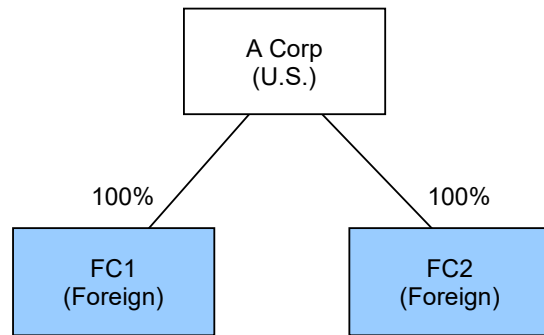 A Corp
(U.S.)
100%
100%
FC1
(Foreign)
FC2
(Foreign)